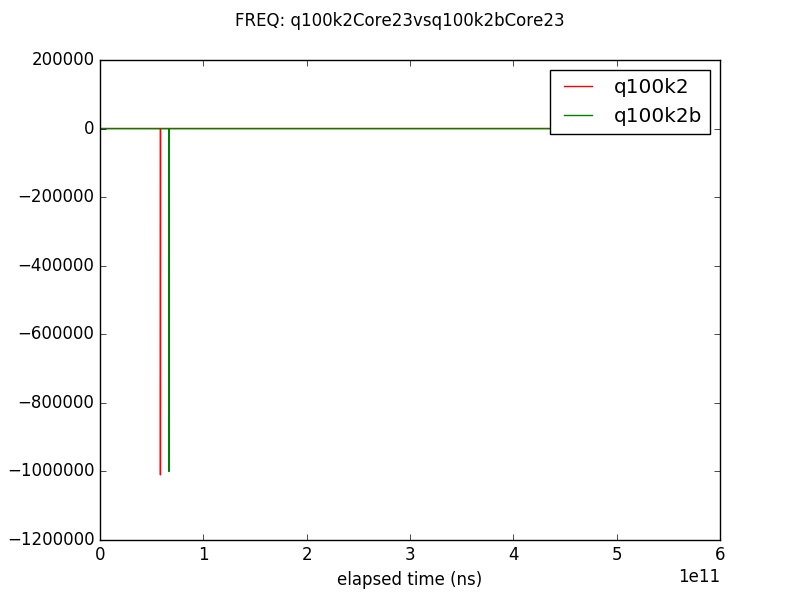 FREQ: q100k2Core23vsq100k2bCore23
200000
0
−200000
−400000
−600000
−800000
−1000000
−1200000
q100k2
q100k2b
0 1 2 3 4 5 6
1e11
elapsed time (ns)